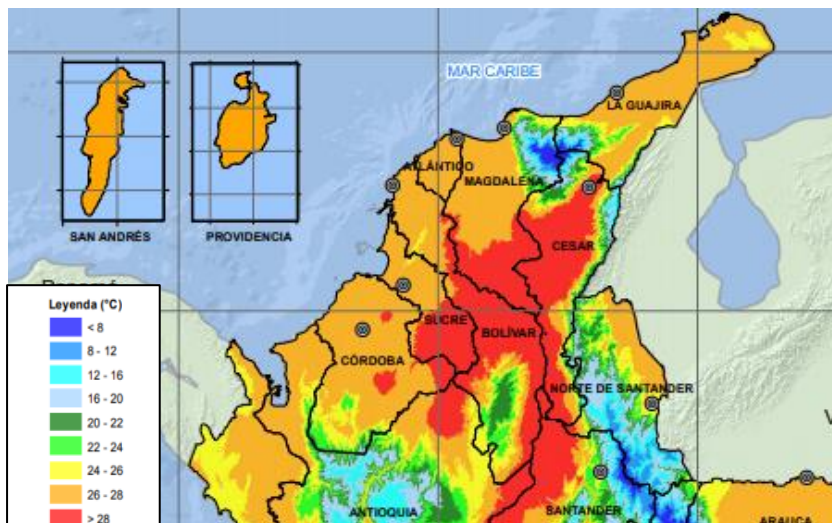 MAR CARIBE
LA GUAJIRA
ATLÁNTICO
MAGDALENA
SAN ANDRÉS
PROVIDENCIA
CESAR
Leyenda (°C)
< 8
8 - 12
12 - 16
16 - 20
20 - 22
22 - 24
24 - 26
26 - 28
> 28
SUCRE
BOLÍVAR
CÓRDOBA
NORTE DE SANTANDER
ANTIOQUIA
SANTANDER
ARAUCA